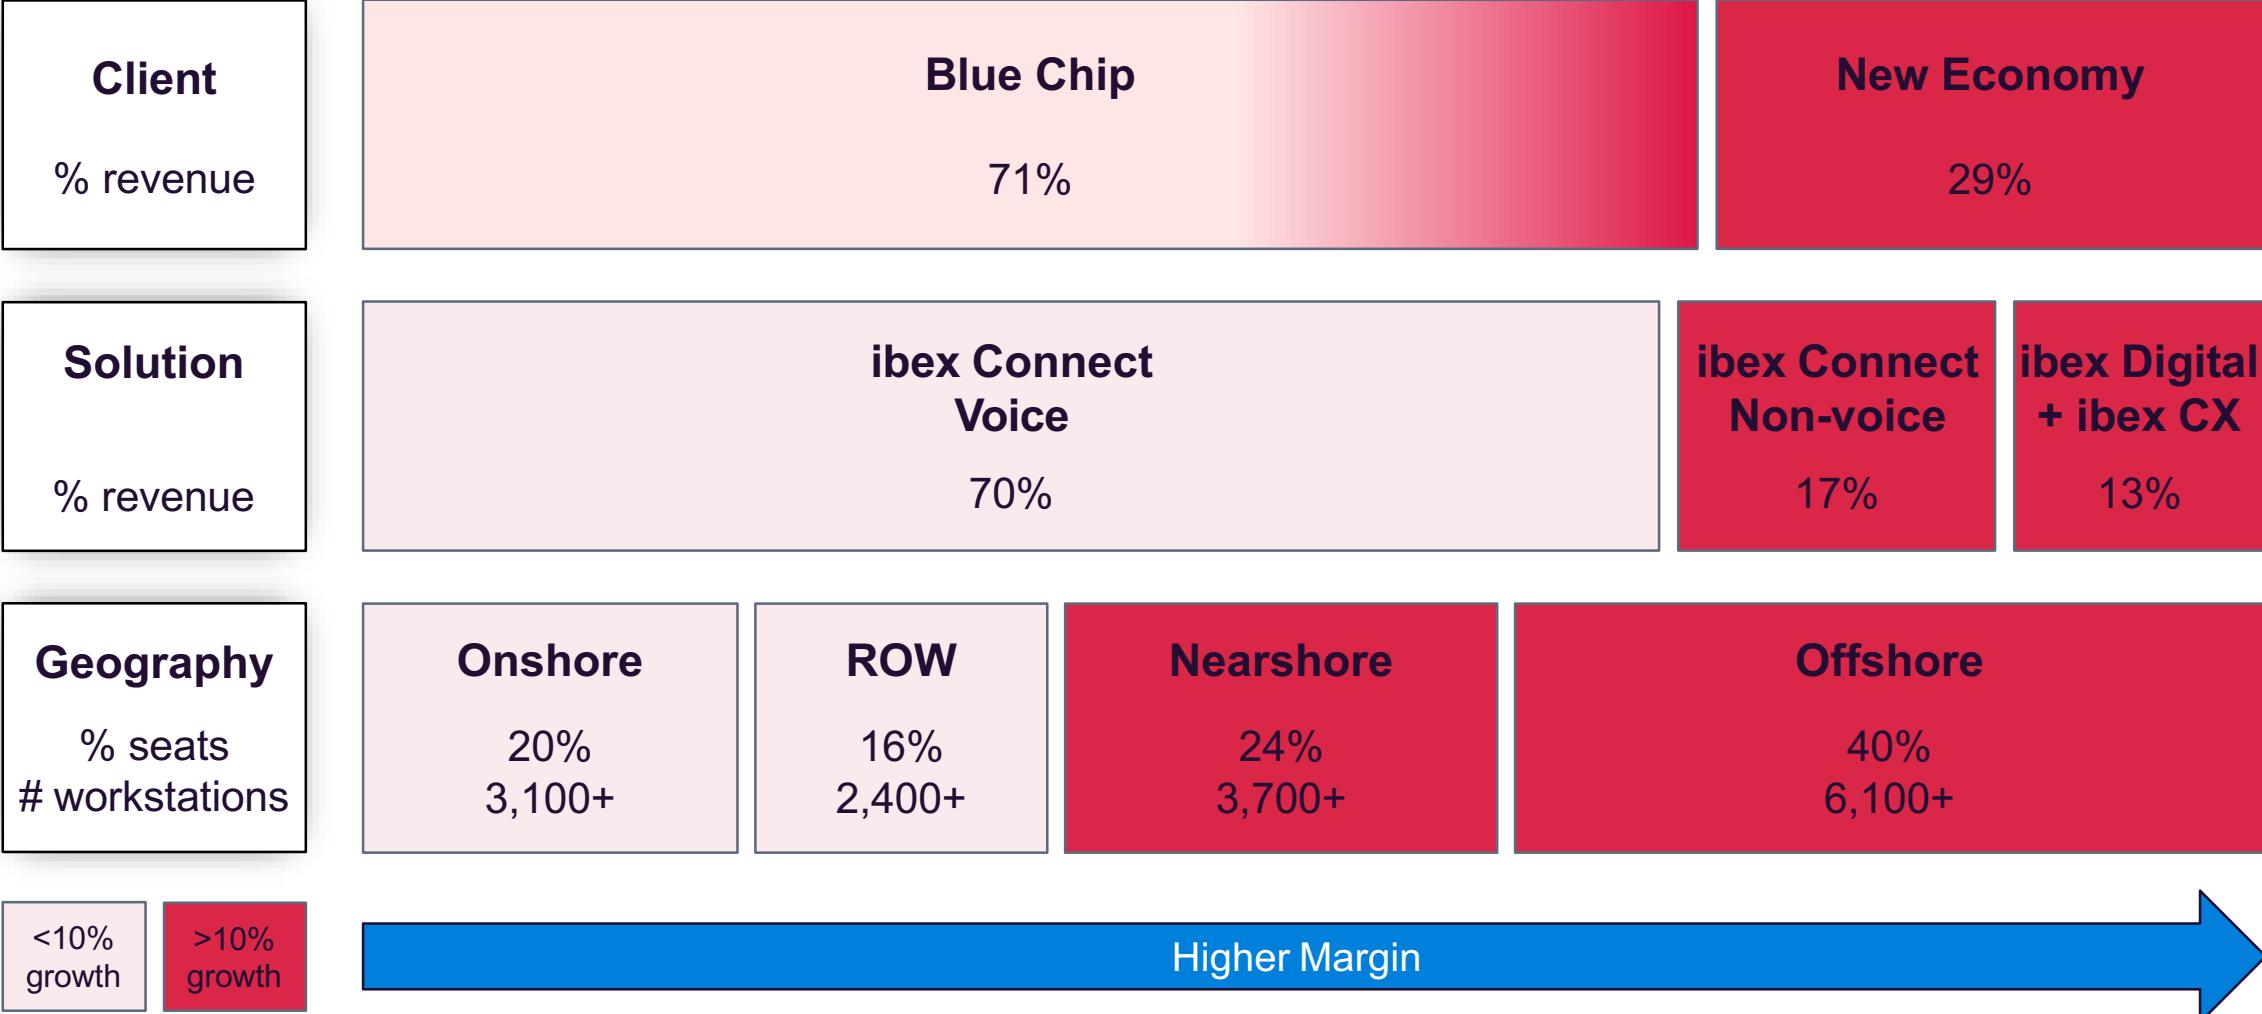 Client
% revenue
Blue Chip
71%
New Economy
29%
Solution
% revenue
ibex Connect
Voice
70%
ibex Connect
Non-voice
17%
ibex Digital
+ ibex CX
13%
Geography
% seats
# workstations
Onshore
20%
3,100+
ROW
16%
2,400+
Nearshore
24%
3,700+
Offshore
40%
6,100+
<10%
growth
>10%
growth
Higher Margin